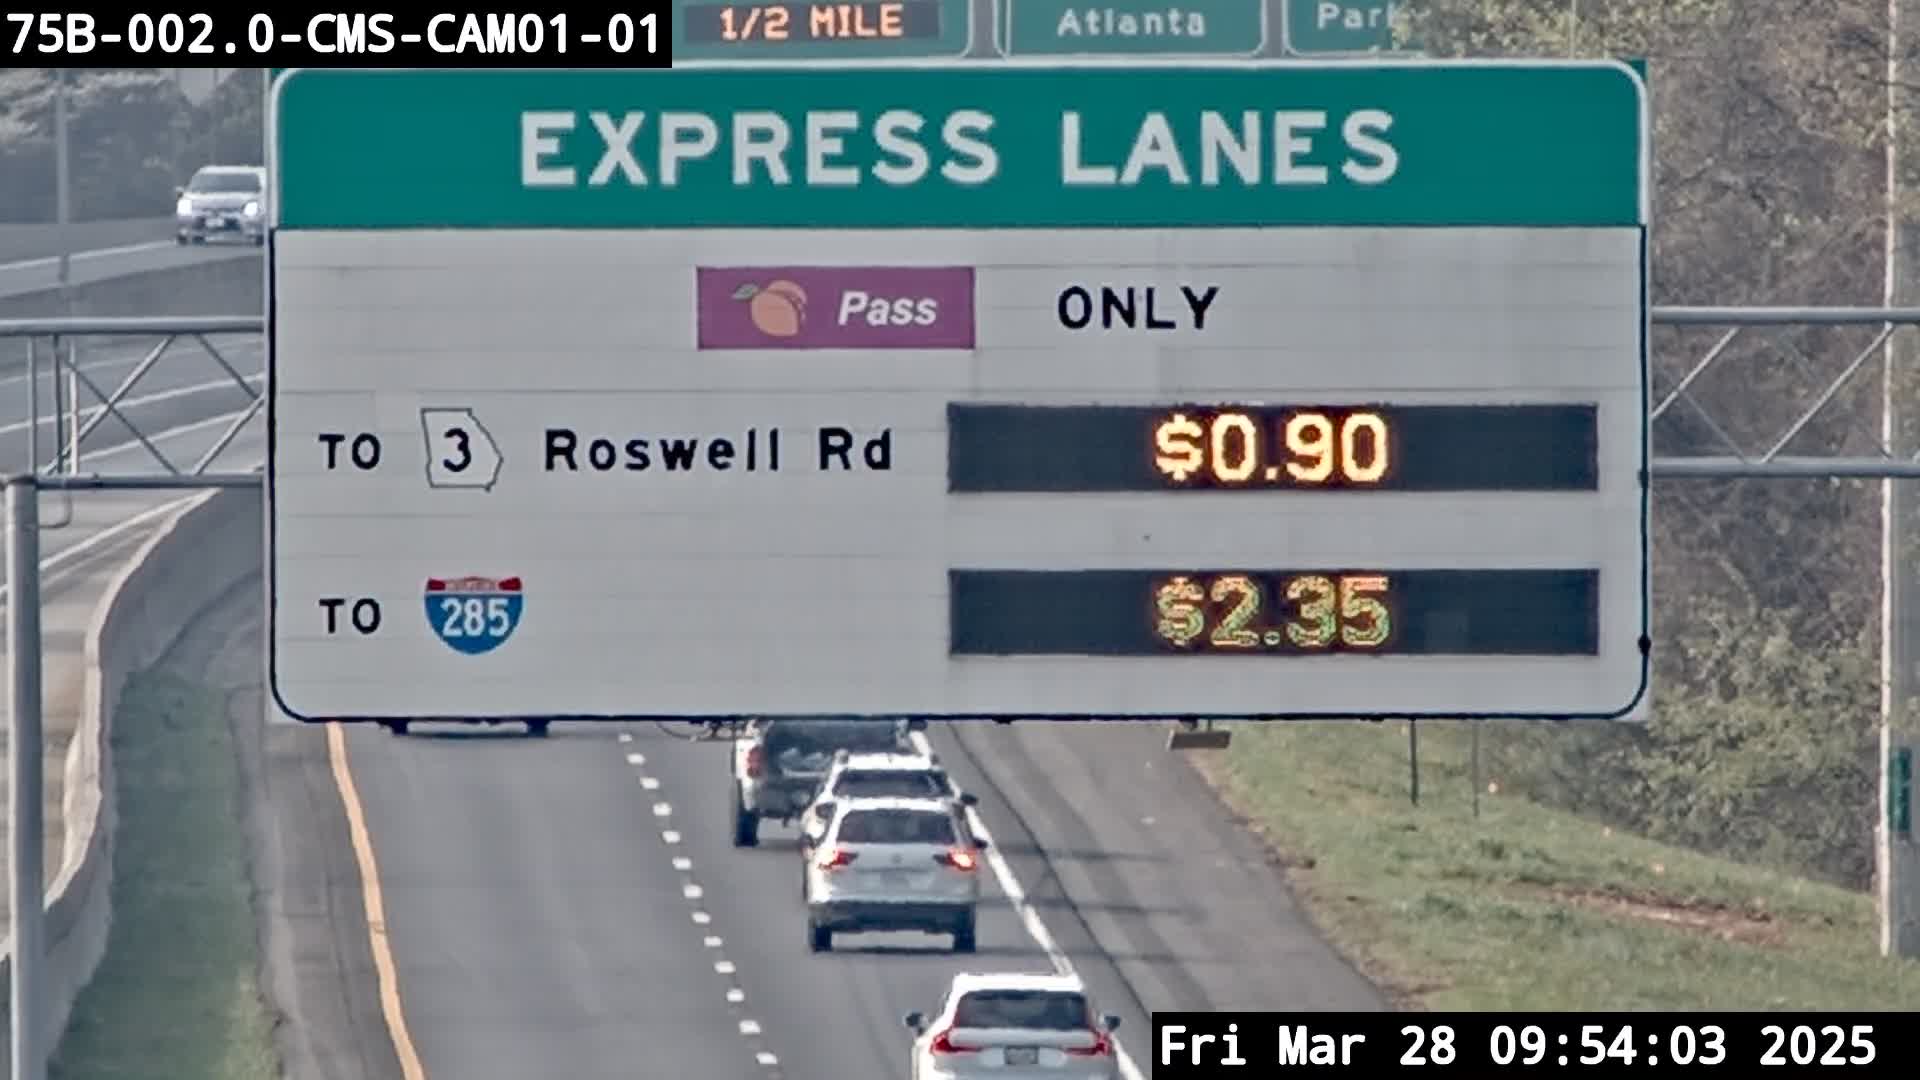 75B-002.0-CMS-CAM01-01
1/2 MILE
Atlanta
EXPRESS LANES
Pass ONLY
TO 3 Roswell Rd $0.90
TO 285 $2.35
Fri Mar 28 09:54:03 2025